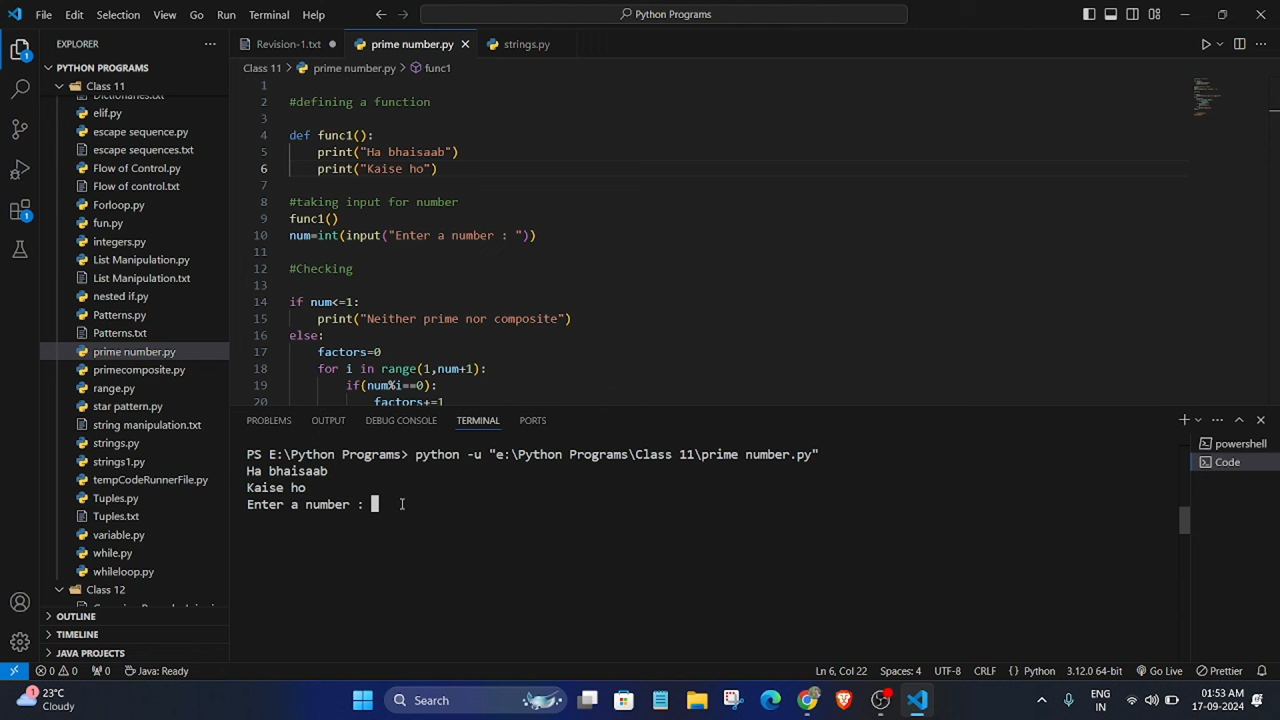 File Edit Selection View Go Run Terminal Help
Python Programs
EXPLORER
PYTHON PROGRAMS
Class 11
Dictionaries.txt
elif.py
escape sequence.py
escape sequences.txt
Flow of Control.py
Flow of control.txt
Forloop.py
fun.py
integers.py
List Manipulation.py
List Manipulation.txt
nested if.py
Patterns.py
Patterns.txt
prime number.py
primecomposite.py
range.py
star pattern.py
string manipulation.txt
strings.py
strings1.py
tempCodeRunnerFile.py
Tuples.py
Tuples.txt
variable.py
while.py
whileloop.py
Class 12
OUTLINE
TIMELINE
JAVA PROJECTS
1
1
Revision-1.txt prime number.py strings.py
Class 11 > prime number.py > func1
1
2 #defining a function
3
4 def func1():
5 print("Ha bhaisaab")
6 print("Kaise ho")
7
8 #taking input for number
9 func1()
10 num=int(input("Enter a number : "))
11
12 #Checking
13
14 if num<=1:
15 print("Neither prime nor composite")
16 else:
17 factors=0
18 for i in range(1,num+1):
19 if(num%i==0):
20 factors+=1
PROBLEMS OUTPUT DEBUG CONSOLE TERMINAL PORTS
PS E:\Python Programs> python -u "e:\Python Programs\Class 11\prime number.py"
Ha bhaisaab
Kaise ho
Enter a number :
powershell
Code
0 0 0 Java: Ready
Ln 6, Col 22 Spaces: 4 UTF-8 CRLF {} Python 3.12.0 64-bit Go Live Prettier
1
23°C
Cloudy
Search
ENG
IN
01:53 AM
17-09-2024